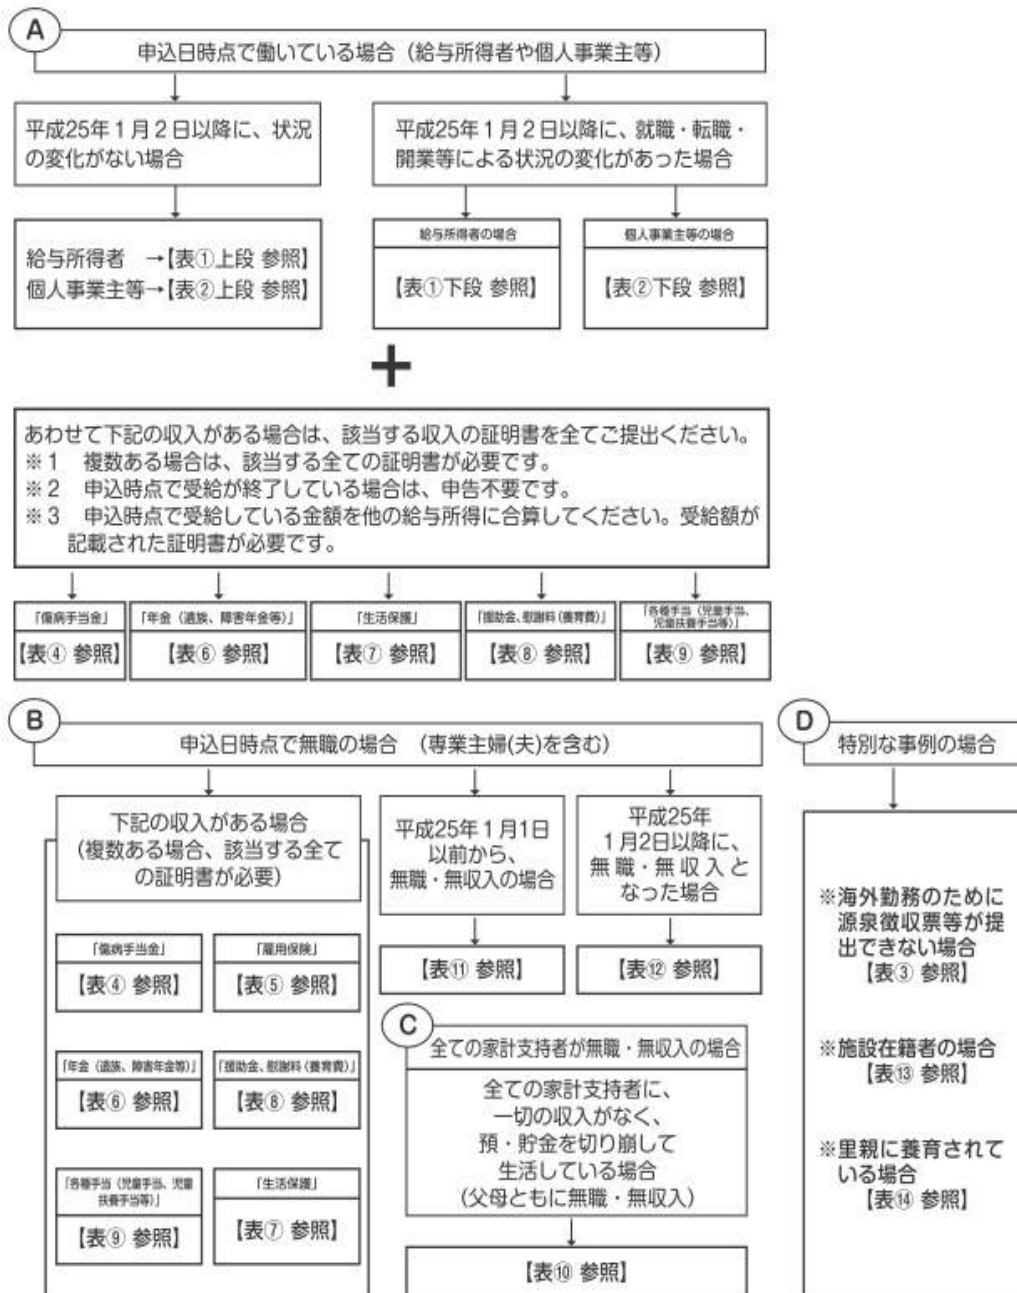 A
申込日時点で働いている場合（給与所得者や個人事業主等）
平成25年1月2日以降に、状況
の変化がない場合
平成25年1月2日以降に、就職・転職・
開業等による状況の変化があった場合
給与所得者　→【表①上段 参照】
個人事業主等→【表②上段 参照】
給与所得者の場合
【表①下段 参照】
個人事業主等の場合
【表②下段 参照】
＋
あわせて下記の収入がある場合は、該当する収入の証明書を全てご提出ください。
※1　複数ある場合は、該当する全ての証明書が必要です。
※2　申込時点で受給が終了している場合は、申告不要です。
※3　申込時点で受給している金額を他の給与所得に合算してください。受給額が
記載された証明書が必要です。
「傷病手当金」
【表④ 参照】
「年金（遺族、障害年金等）」
【表⑥ 参照】
「生活保護」
【表⑦ 参照】
「援助金、慰謝料（養育費）」
【表⑧ 参照】
「各種手当（児童手当、
児童扶養手当等）」
【表⑨ 参照】
B
申込日時点で無職の場合　（専業主婦(夫)を含む）
下記の収入がある場合
（複数ある場合、該当する全て
の証明書が必要）
「傷病手当金」
【表④ 参照】
「雇用保険」
【表⑤ 参照】
「年金（遺族、障害年金等）」
【表⑥ 参照】
「援助金、慰謝料（養育費）」
【表⑧ 参照】
「各種手当（児童手当、児童
扶養手当等）」
【表⑨ 参照】
「生活保護」
【表⑦ 参照】
平成25年1月1日
以前から、
無職・無収入の場合
【表⑪ 参照】
平成25年
1月2日以降に、
無職・無収入と
なった場合
【表⑫ 参照】
C
全ての家計支持者が無職・無収入の場合
全ての家計支持者に、
一切の収入がなく、
預・貯金を切り崩して
生活している場合
（父母ともに無職・無収入）
【表⑩ 参照】
D
特別な事例の場合
※海外勤務のために
源泉徴収票等が提
出できない場合
【表③ 参照】
※施設在籍者の場合
【表⑬ 参照】
※里親に養育されて
いる場合
【表⑭ 参照】